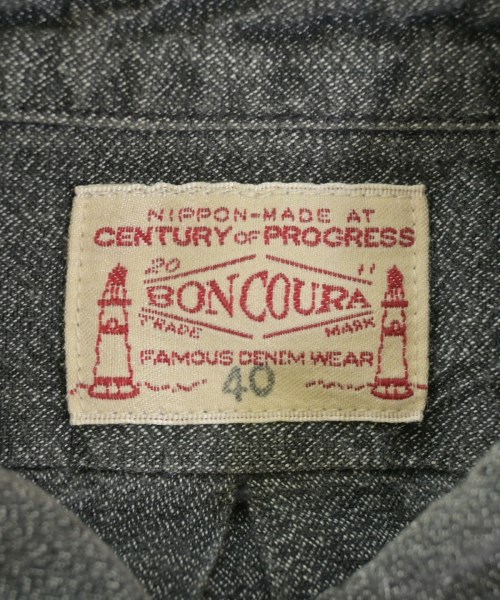 NIPPON-MADE AT
CENTURY OF PROGRESS
20 11
BONCOURA
TRADE MARK
FAMOUS DENIM WEAR
40